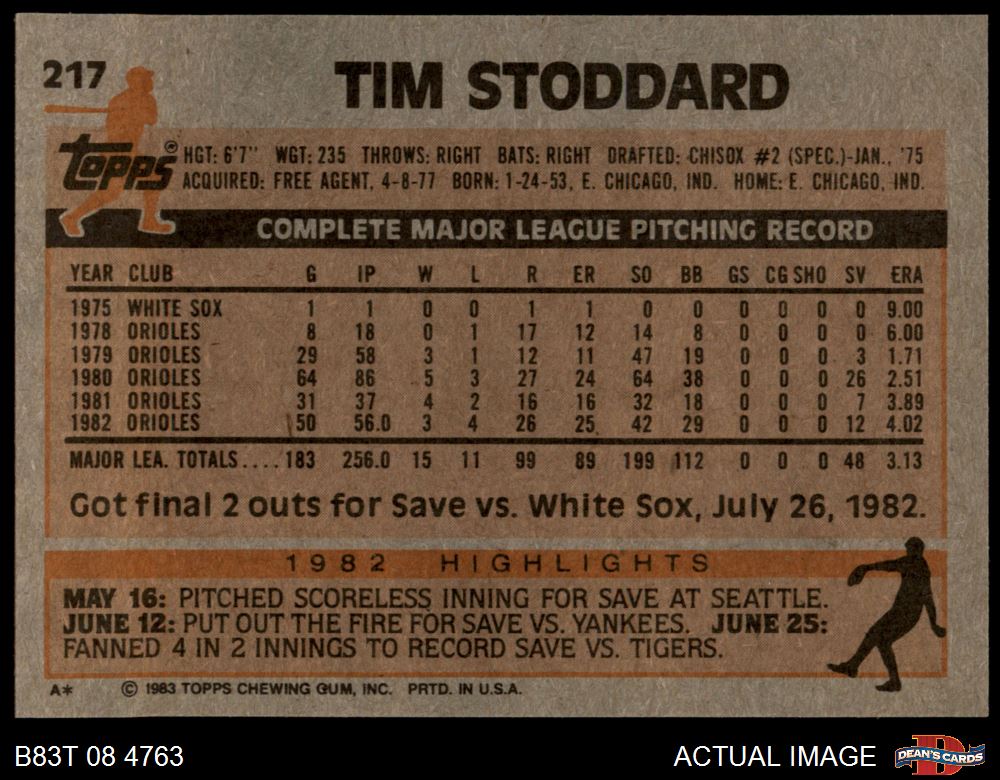 217 TIM STODDARD
topps® HGT: 6'7" WGT: 235 THROWS: RIGHT BATS: RIGHT DRAFTED: CHISOX #2 (SPEC.)-JAN., '75
ACQUIRED: FREE AGENT, 4-8-77 BORN: 1-24-53, E. CHICAGO, IND. HOME: E. CHICAGO, IND.
COMPLETE MAJOR LEAGUE PITCHING RECORD
YEAR CLUB G IP W L R ER SO BB GS CG SHO SV ERA
1975 WHITE SOX 1 1 0 0 1 1 0 0 0 0 0 0 9.00
1978 ORIOLES 8 18 0 1 17 12 14 8 0 0 0 0 6.00
1979 ORIOLES 29 58 3 1 12 11 47 19 0 0 0 3 1.71
1980 ORIOLES 64 86 5 3 27 24 64 38 0 0 0 26 2.51
1981 ORIOLES 31 37 4 2 16 16 32 18 0 0 0 7 3.89
1982 ORIOLES 50 56.0 3 4 26 25 42 29 0 0 0 12 4.02
MAJOR LEA. TOTALS....183 256.0 15 11 99 89 199 112 0 0 0 48 3.13
Got final 2 outs for Save vs. White Sox, July 26, 1982.
1982 HIGHLIGHTS
MAY 16: PITCHED SCORELESS INNING FOR SAVE AT SEATTLE.
JUNE 12: PUT OUT THE FIRE FOR SAVE VS. YANKEES. JUNE 25:
FANNED 4 IN 2 INNINGS TO RECORD SAVE VS. TIGERS.
A* © 1983 TOPPS CHEWING GUM, INC. PRTD. IN U.S.A.
B83T 08 4763 ACTUAL IMAGE D DEAN'S CARDS